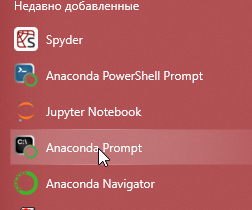 Недавно добавленные
Spyder
Anaconda PowerShell Prompt
Jupyter Notebook
Anaconda Prompt
Anaconda Navigator